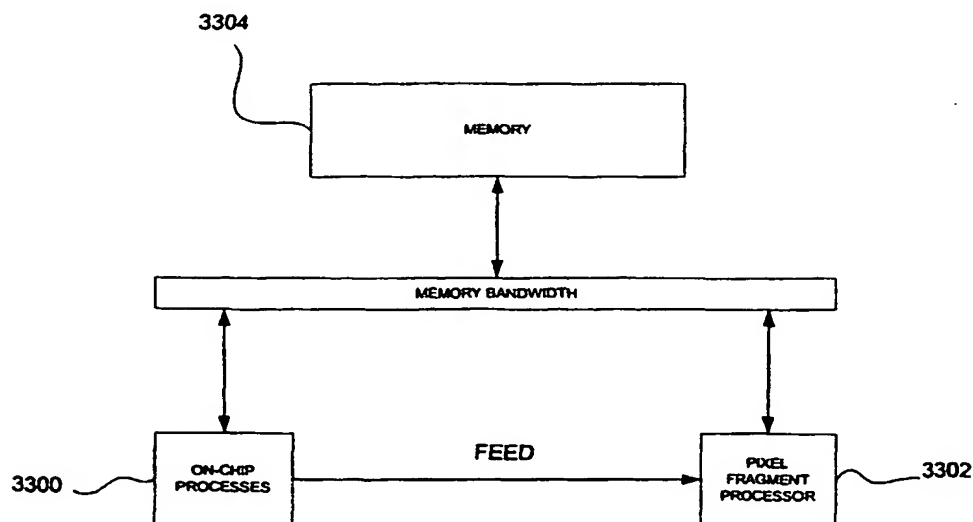 3304
MEMORY
MEMORY BANDWIDTH
FEED
3300
ON-CHIP
PROCESSES
PIXEL
FRAGMENT
PROCESSOR
3302